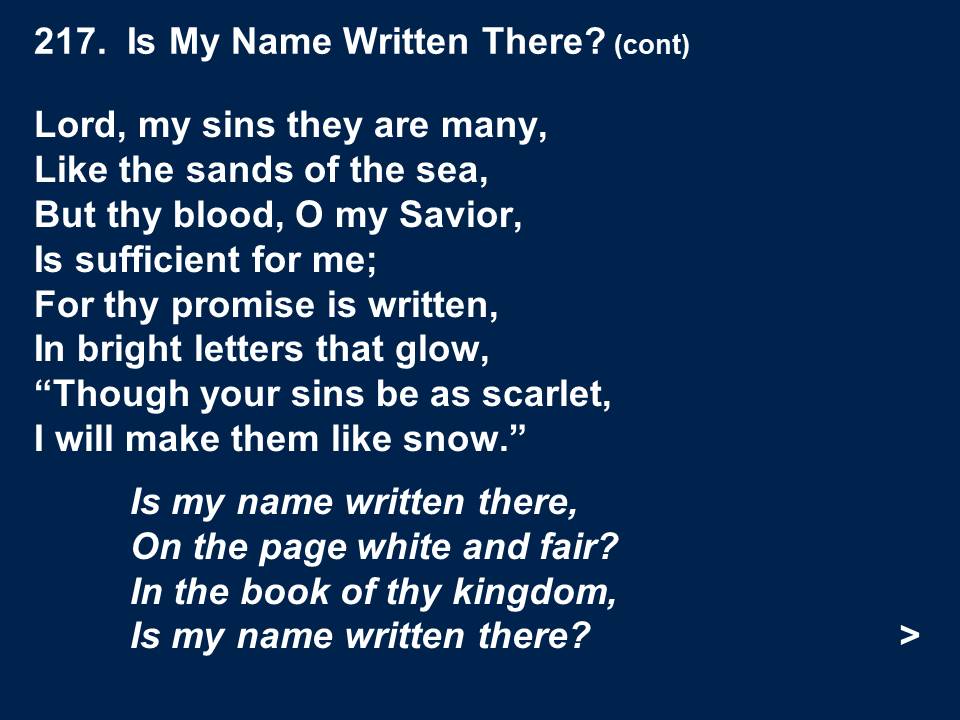 217.  Is My Name Written There? (cont)
Lord, my sins they are many,
Like the sands of the sea,
But thy blood, O my Savior,
Is sufficient for me;
For thy promise is written,
In bright letters that glow,
“Though your sins be as scarlet,
I will make them like snow.”
Is my name written there,
On the page white and fair?
In the book of thy kingdom,
Is my name written there? >